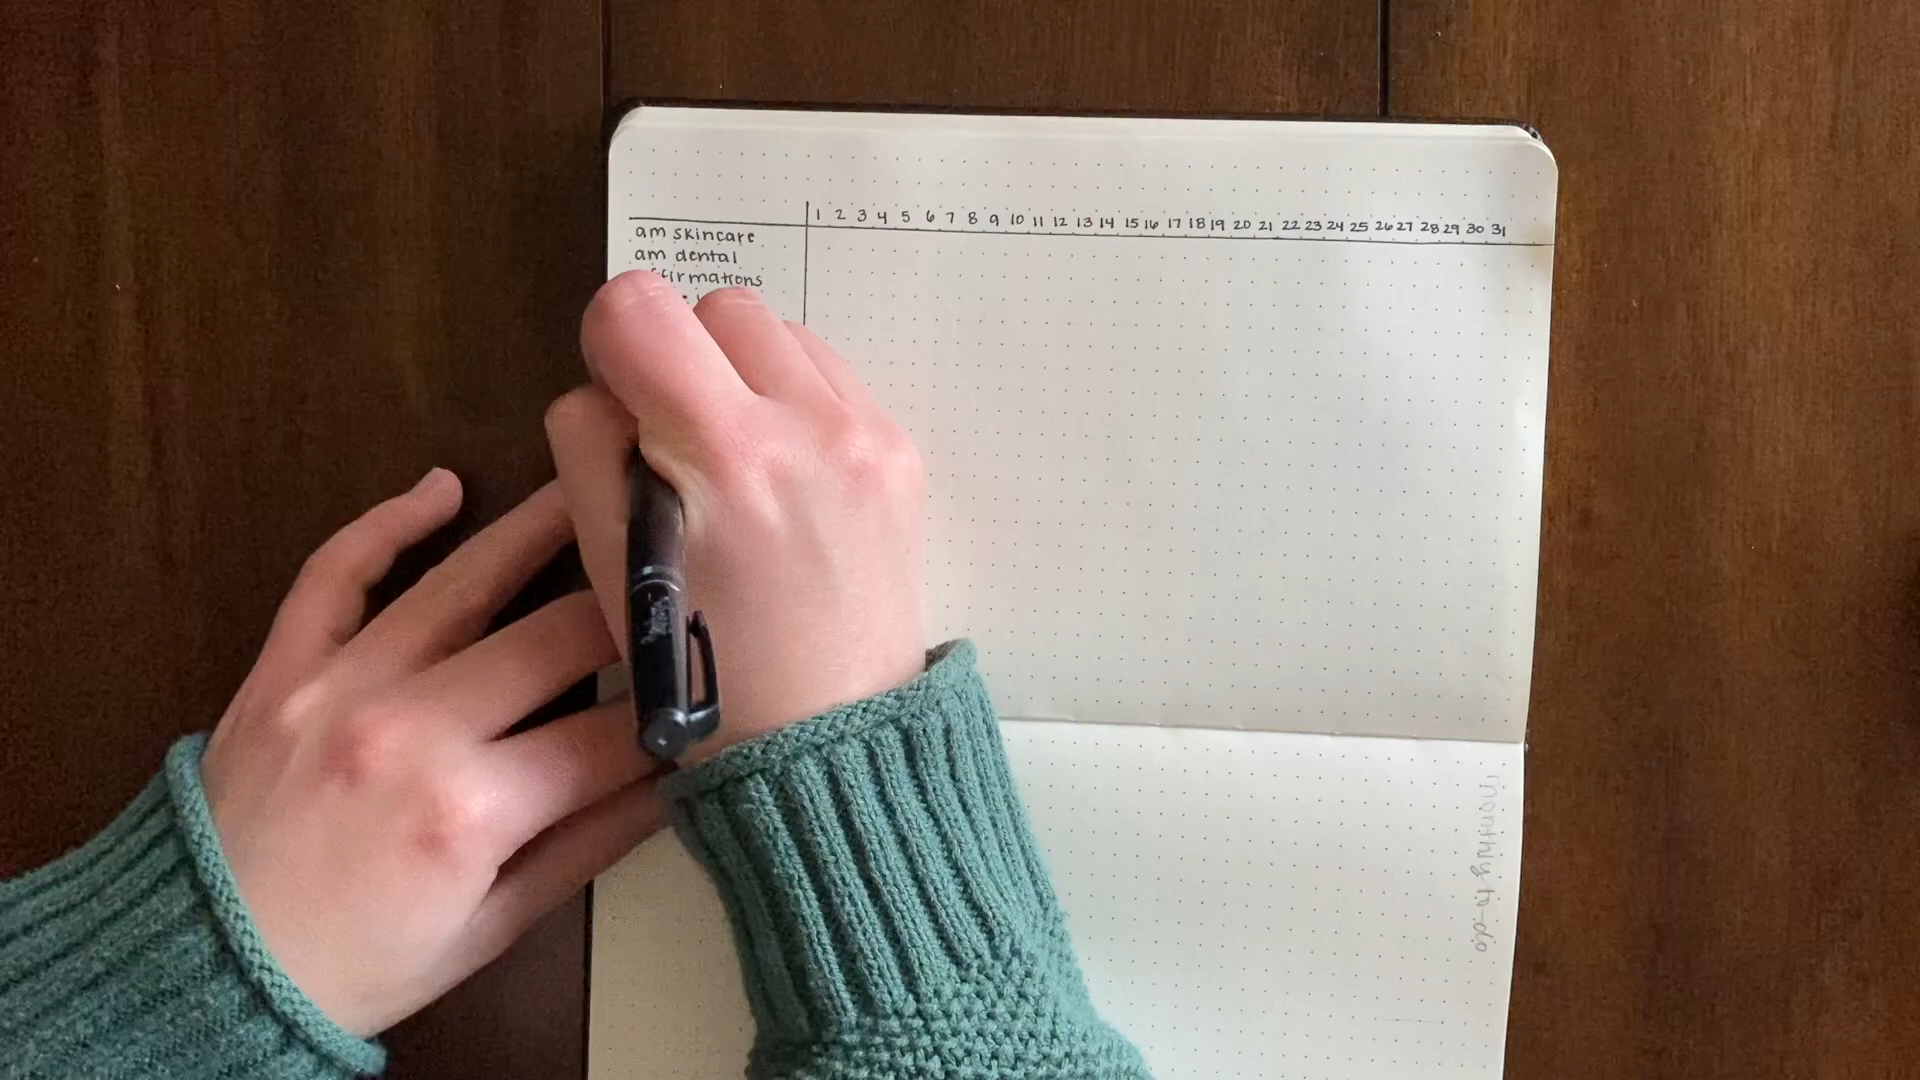 1 2 3 4 5 6 7 8 9 10 11 12 13 14 15 16 17 18 19 20 21 22 23 24 25 26 27 28 29 30 31
am skincare
am dental
affirmations
monthly to-do